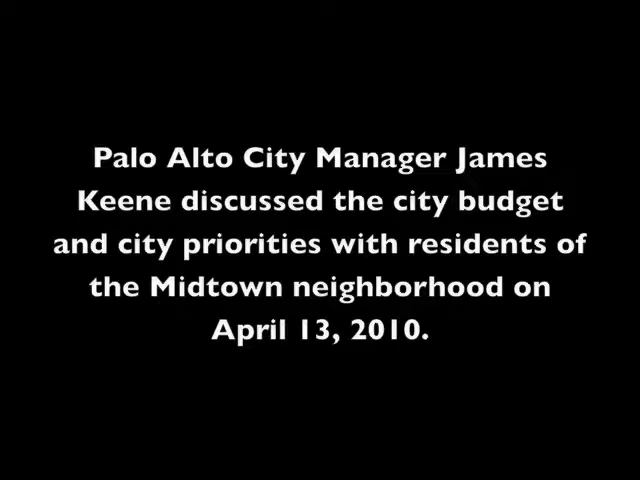 Palo Alto City Manager James
Keene discussed the city budget
and city priorities with residents of
the Midtown neighborhood on
April 13, 2010.